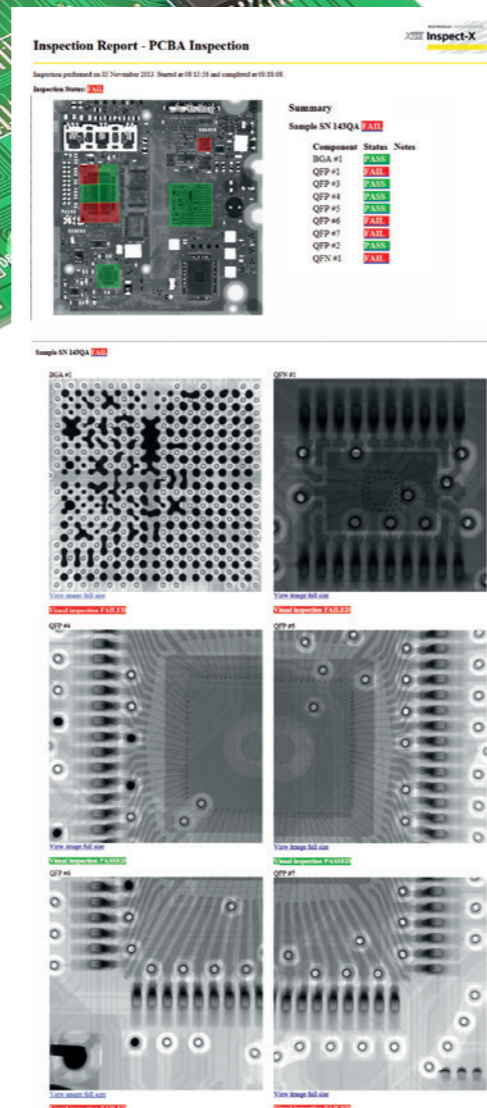 Inspect-X
Inspection Report - PCBA Inspection
Inspection performed on 05 November 2013. Started at 08:15:56 and completed at 08:18:08.
Inspection Status: FAIL
Summary
Sample SN 143QA FAIL
Component Status Notes
BGA #1 PASS
QFP #1 FAIL
QFP #3 PASS
QFP #4 PASS
QFP #5 PASS
QFP #6 FAIL
QFP #7 FAIL
QFP #2 PASS
QFN #1 FAIL
Sample SN 143QA FAIL
BGA #1 QFN #1
View image full size View image full size
Visual inspection FAILED Visual inspection FAILED
QFP #4 QFP #5
View image full size View image full size
Visual inspection PASSED Visual inspection PASSED
QFP #6 QFP #7
View image full size View image full size